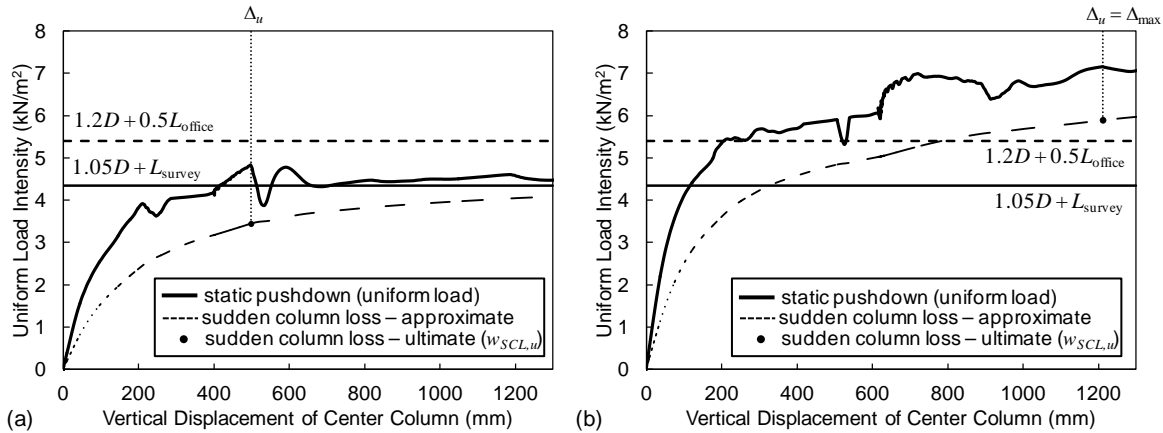 Δu
8
7
6
5
4
3
2
1
0
Uniform Load Intensity (kN/m²)
1.2D + 0.5Loffice
1.05D + Lsurvey
static pushdown (uniform load)
sudden column loss – approximate
sudden column loss – ultimate (wSCL,u)
0 200 400 600 800 1000 1200
(a) Vertical Displacement of Center Column (mm)
Δu = Δmax
8
7
6
5
4
3
2
1
0
Uniform Load Intensity (kN/m²)
1.2D + 0.5Loffice
1.05D + Lsurvey
static pushdown (uniform load)
sudden column loss – approximate
sudden column loss – ultimate (wSCL,u)
0 200 400 600 800 1000 1200
(b) Vertical Displacement of Center Column (mm)